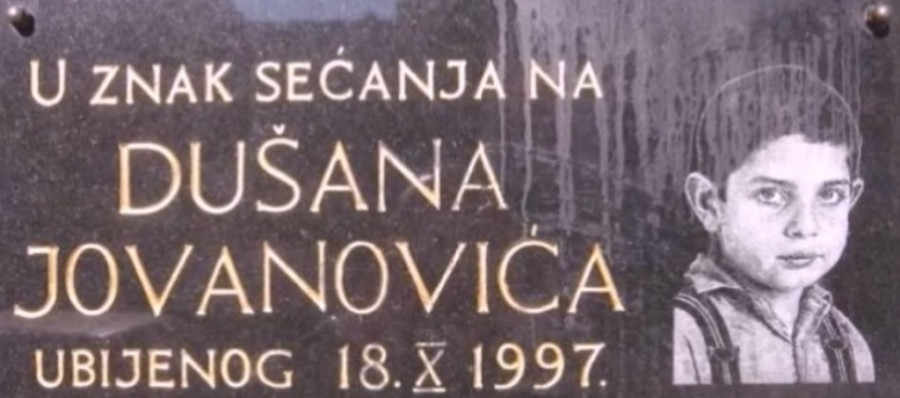 U ZNAK SEĆANJA NA
DUŠANA
JOVANOVIĆA
UBIJENOG 18. X 1997.